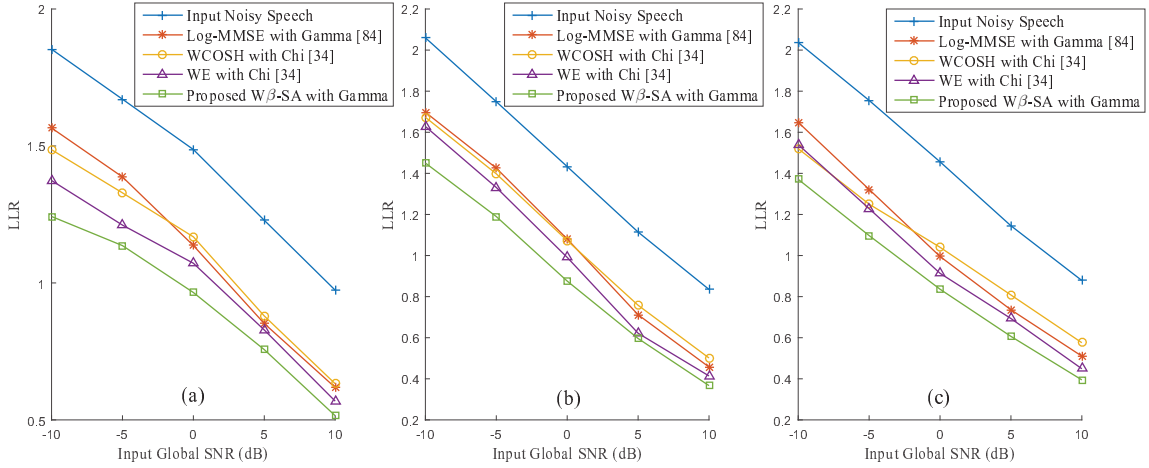 2
1.5
1
0.5
LLR
-10 -5 0 5 10
Input Global SNR (dB)
(a)
Input Noisy Speech
Log-MMSE with Gamma [84]
WCOSH with Chi [34]
WE with Chi [34]
Proposed Wβ-SA with Gamma
2.2
2
1.8
1.6
1.4
1.2
1
0.8
0.6
0.4
0.2
LLR
-10 -5 0 5 10
Input Global SNR (dB)
(b)
Input Noisy Speech
Log-MMSE with Gamma [84]
WCOSH with Chi [34]
WE with Chi [34]
Proposed Wβ-SA with Gamma
2.2
2
1.8
1.6
1.4
1.2
1
0.8
0.6
0.4
0.2
LLR
-10 -5 0 5 10
Input Global SNR (dB)
(c)
Input Noisy Speech
Log-MMSE with Gamma [84]
WCOSH with Chi [34]
WE with Chi [34]
Proposed Wβ-SA with Gamma